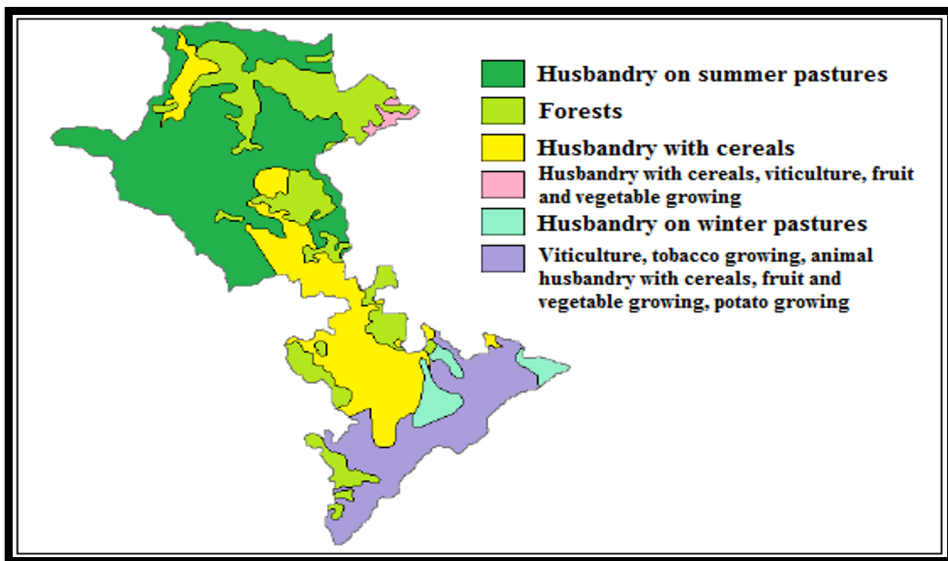 Husbandry on summer pastures
Forests
Husbandry with cereals
Husbandry with cereals, viticulture, fruit
and vegetable growing
Husbandry on winter pastures
Viticulture, tobacco growing, animal
husbandry with cereals, fruit and
vegetable growing, potato growing